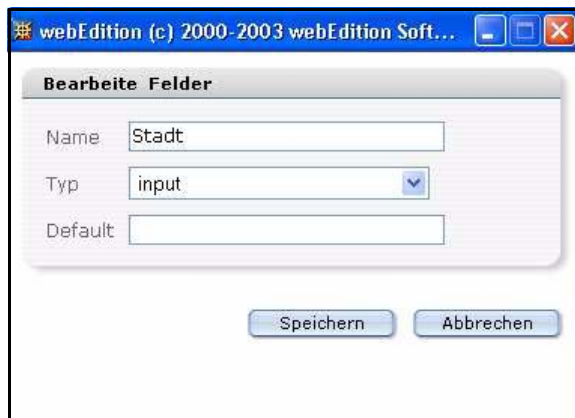 webEdition (c) 2000-2003 webEdition Soft...
Bearbeite Felder
Name Stadt
Typ input
Default
Speichern Abbrechen